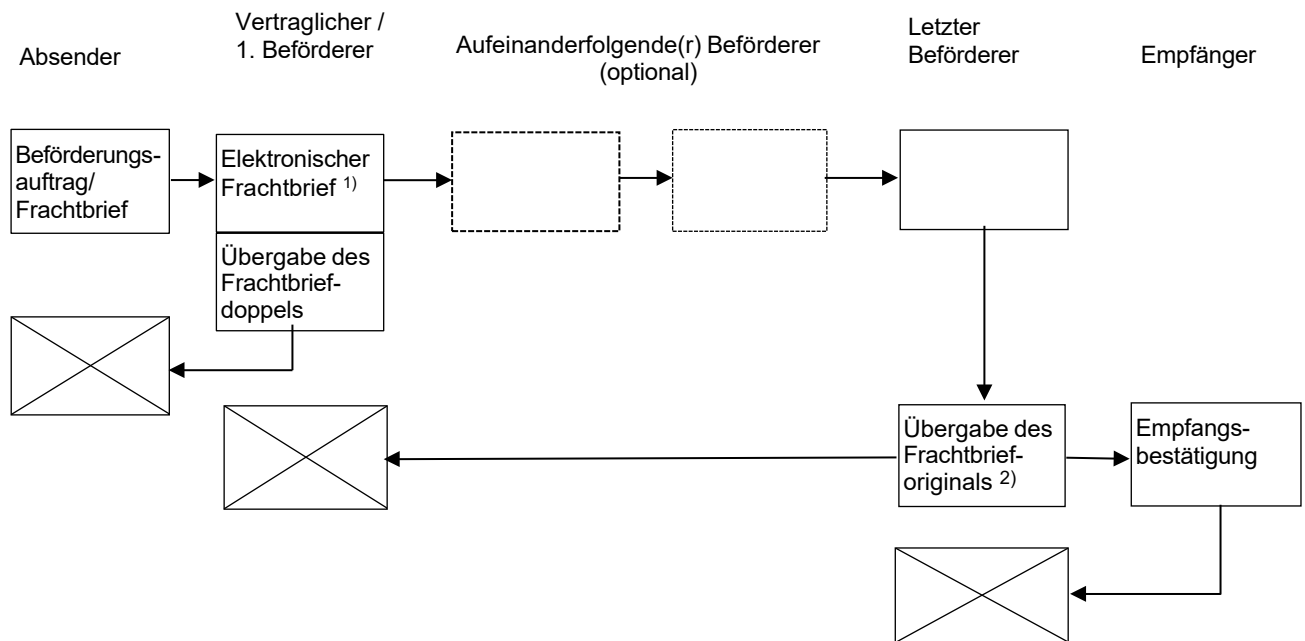 Absender
Vertraglicher /
1. Beförderer
Aufeinanderfolgende(r) Beförderer
(optional)
Letzter
Beförderer
Empfänger
Beförderungs-
auftrag/
Frachtbrief
Elektronischer
Frachtbrief 1)
Übergabe des
Frachtbrief-
doppels
Übergabe des
Frachtbrief-
originals 2)
Empfangs-
bestätigung